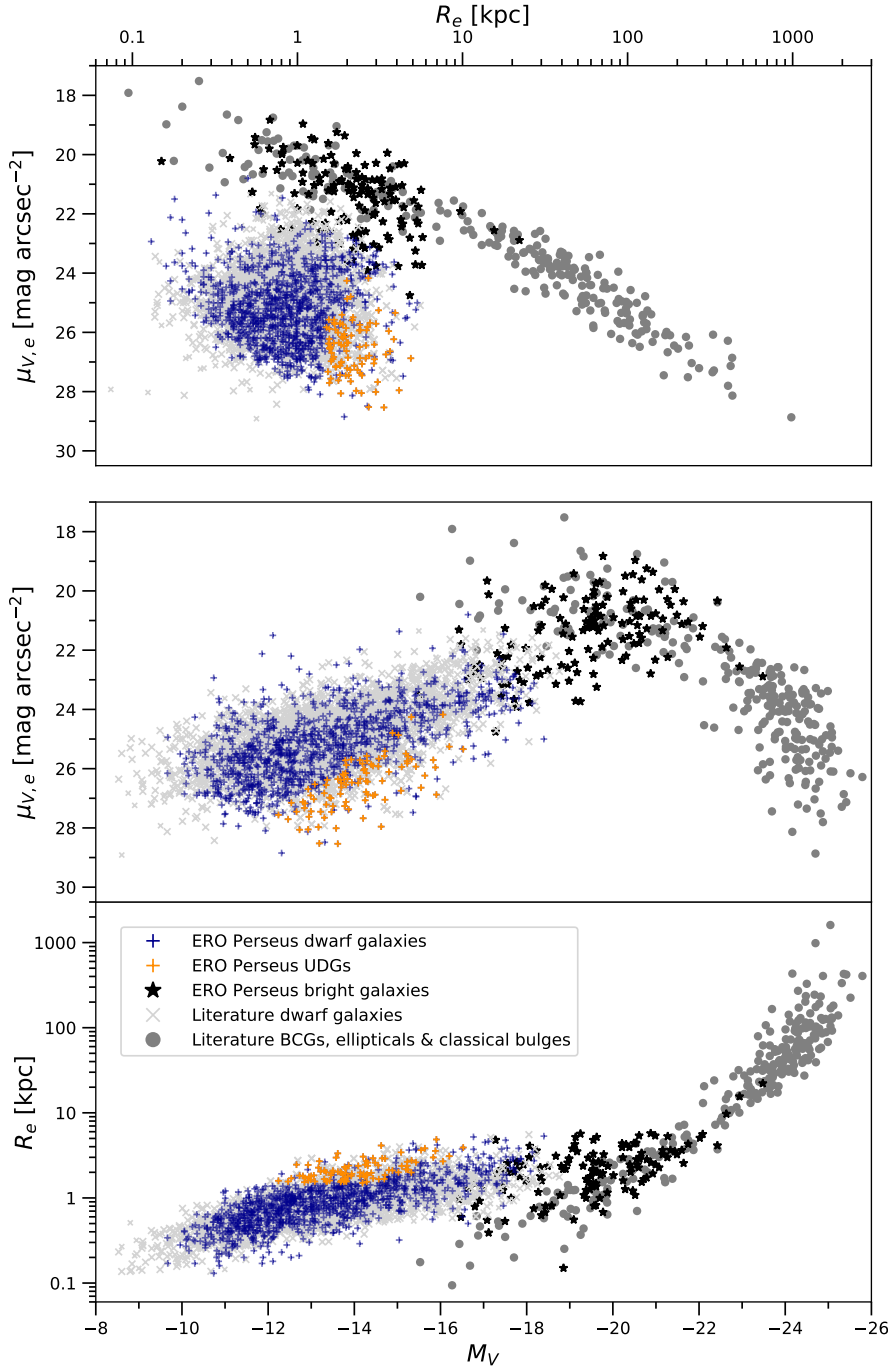 R_e [kpc]
0.1 1 10 100 1000
18
20
22
24
26
28
30
μ_{V,e} [mag arcsec⁻²]
18
20
22
24
26
28
30
μ_{V,e} [mag arcsec⁻²]
ERO Perseus dwarf galaxies
ERO Perseus UDGs
ERO Perseus bright galaxies
Literature dwarf galaxies
Literature BCGs, ellipticals & classical bulges
1000
100
10
1
0.1
R_e [kpc]
−8 −10 −12 −14 −16 −18 −20 −22 −24 −26
M_V